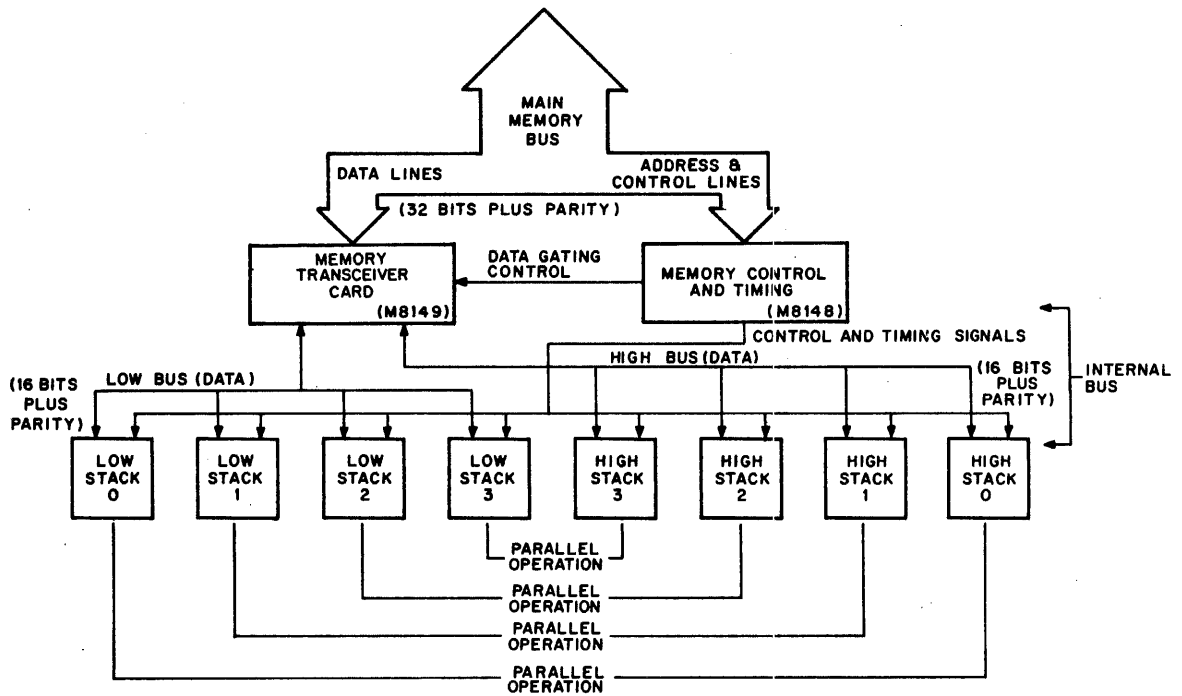 MAIN
MEMORY
BUS
DATA LINES
ADDRESS &
CONTROL LINES
(32 BITS PLUS PARITY)
MEMORY
TRANSCEIVER
CARD
(M8149)
DATA GATING
CONTROL
MEMORY CONTROL
AND TIMING
(M8148)
CONTROL AND TIMING SIGNALS
HIGH BUS (DATA)
(16 BITS
PLUS
PARITY)
LOW BUS (DATA)
(16 BITS
PLUS
PARITY)
INTERNAL
BUS
LOW
STACK
0
LOW
STACK
1
LOW
STACK
2
LOW
STACK
3
HIGH
STACK
3
HIGH
STACK
2
HIGH
STACK
1
HIGH
STACK
0
PARALLEL
OPERATION
PARALLEL
OPERATION
PARALLEL
OPERATION
PARALLEL
OPERATION